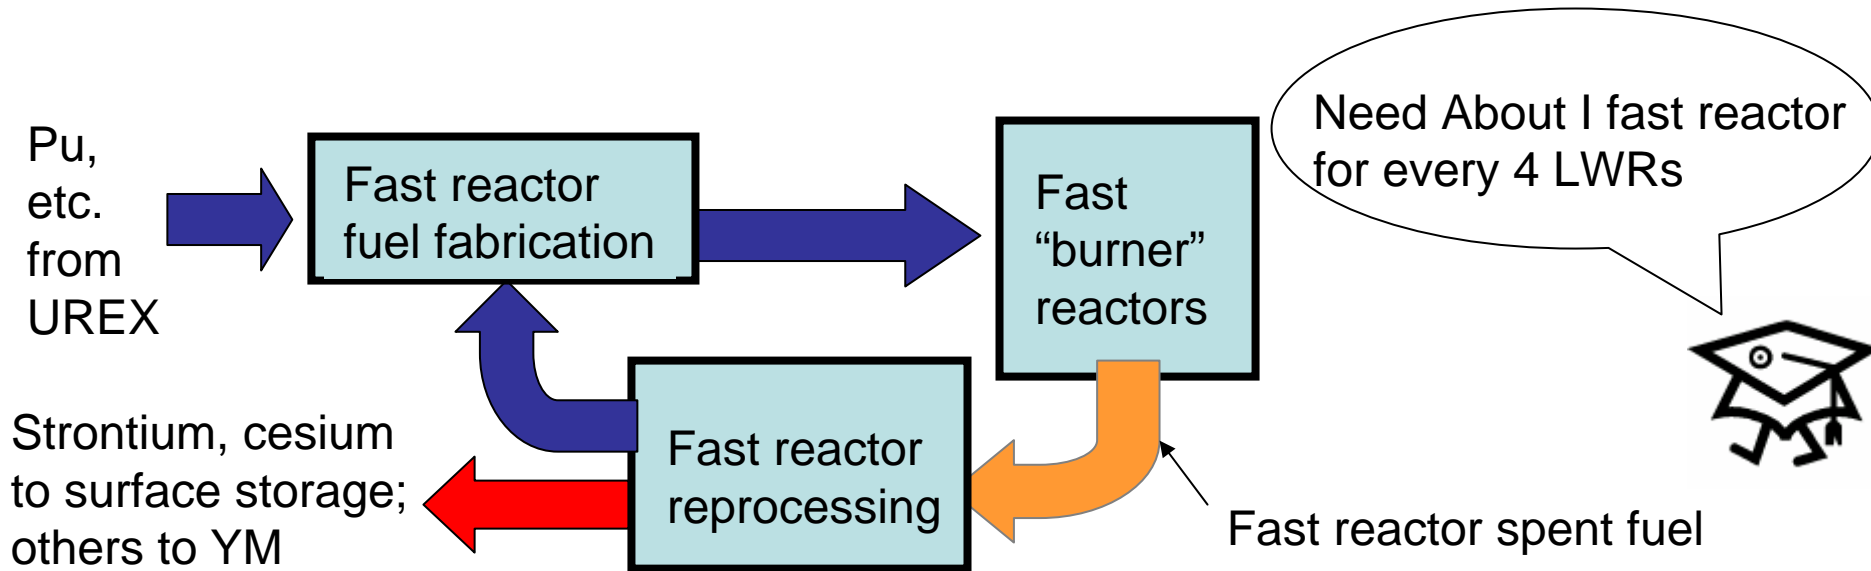 Pu,
etc.
from
UREX
Fast reactor
fuel fabrication
Fast
“burner”
reactors
Need About I fast reactor
for every 4 LWRs
Strontium, cesium
to surface storage;
others to YM
Fast reactor
reprocessing
Fast reactor spent fuel